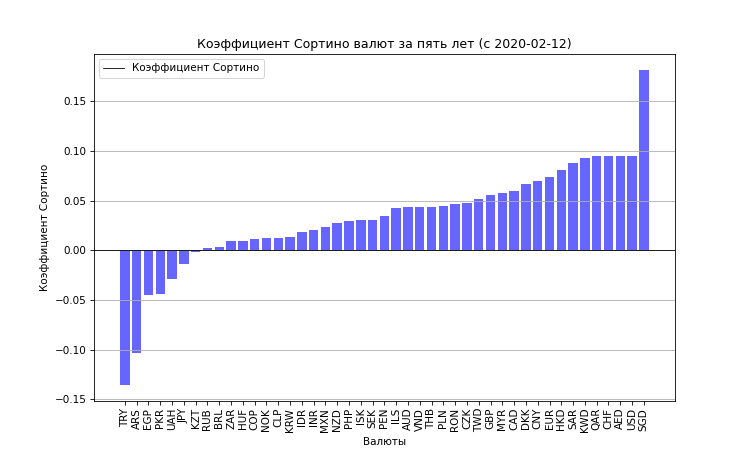 Коэффициент Сортино валют за пять лет (с 2020-02-12)
Коэффициент Сортино
Коэффициент Сортино
0.15
0.10
0.05
0.00
−0.05
−0.10
−0.15
TRY ARS EGP PKR UAH JPY KZT RUB BRL ZAR HUF COP NOK CLP KRW IDR INR MXN NZD PHP ISK SEK PEN ILS AUD VND THB PLN RON CZK TWD GBP MYR CAD DKK CNY EUR HKD SAR KWD QAR CHF AED USD SGD
Валюты